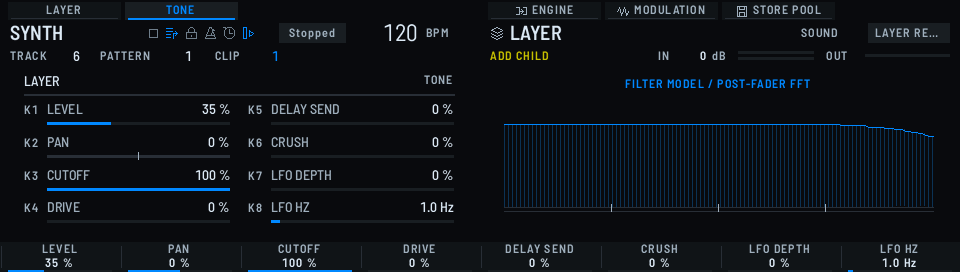 LAYER TONE ENGINE MODULATION STORE POOL
SYNTH Stopped 120 BPM LAYER SOUND LAYER RE...
TRACK 6 PATTERN 1 CLIP 1 ADD CHILD IN 0 dB OUT
LAYER TONE FILTER MODEL / POST-FADER FFT
K1 LEVEL 35 % K5 DELAY SEND 0 %
K2 PAN 0 % K6 CRUSH 0 %
K3 CUTOFF 100 % K7 LFO DEPTH 0 %
K4 DRIVE 0 % K8 LFO HZ 1.0 Hz
LEVEL PAN CUTOFF DRIVE DELAY SEND CRUSH LFO DEPTH LFO HZ
35 % 0 % 100 % 0 % 0 % 0 % 0 % 1.0 Hz